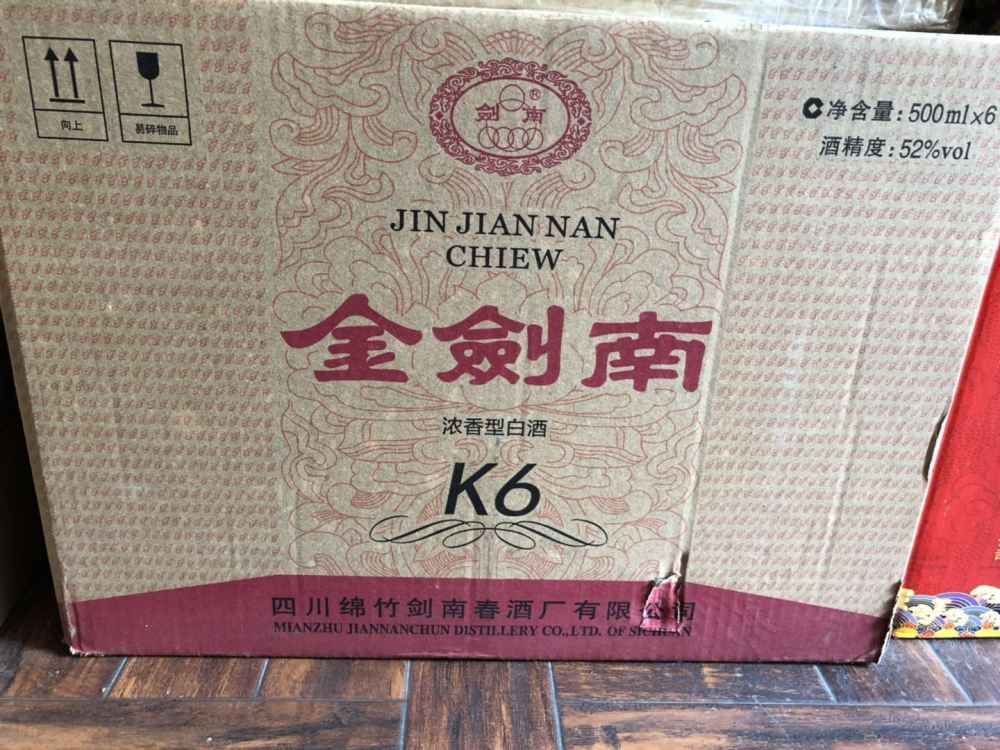 向上
易碎物品
剑南®
净含量:500ml×6
酒精度:52%vol
JIN JIAN NAN
CHIEW
金劍南
浓香型白酒
K6
四川绵竹剑南春酒厂有限公司
MIANZHU JIANNANCHUN DISTILLERY CO.,LTD. OF SICHUAN